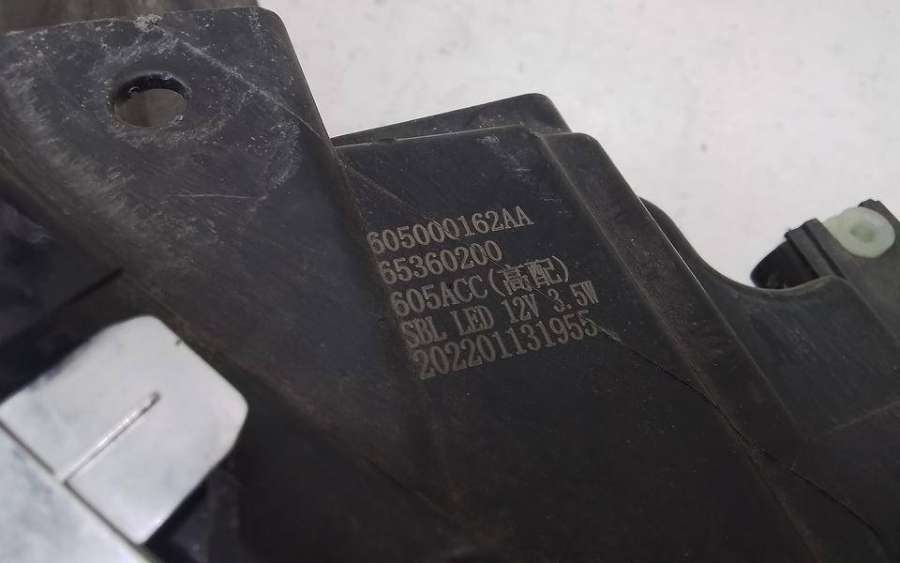 605000162AA
65360200
605ACC(高配)
SBL LED 12V 3.5W
202201131955